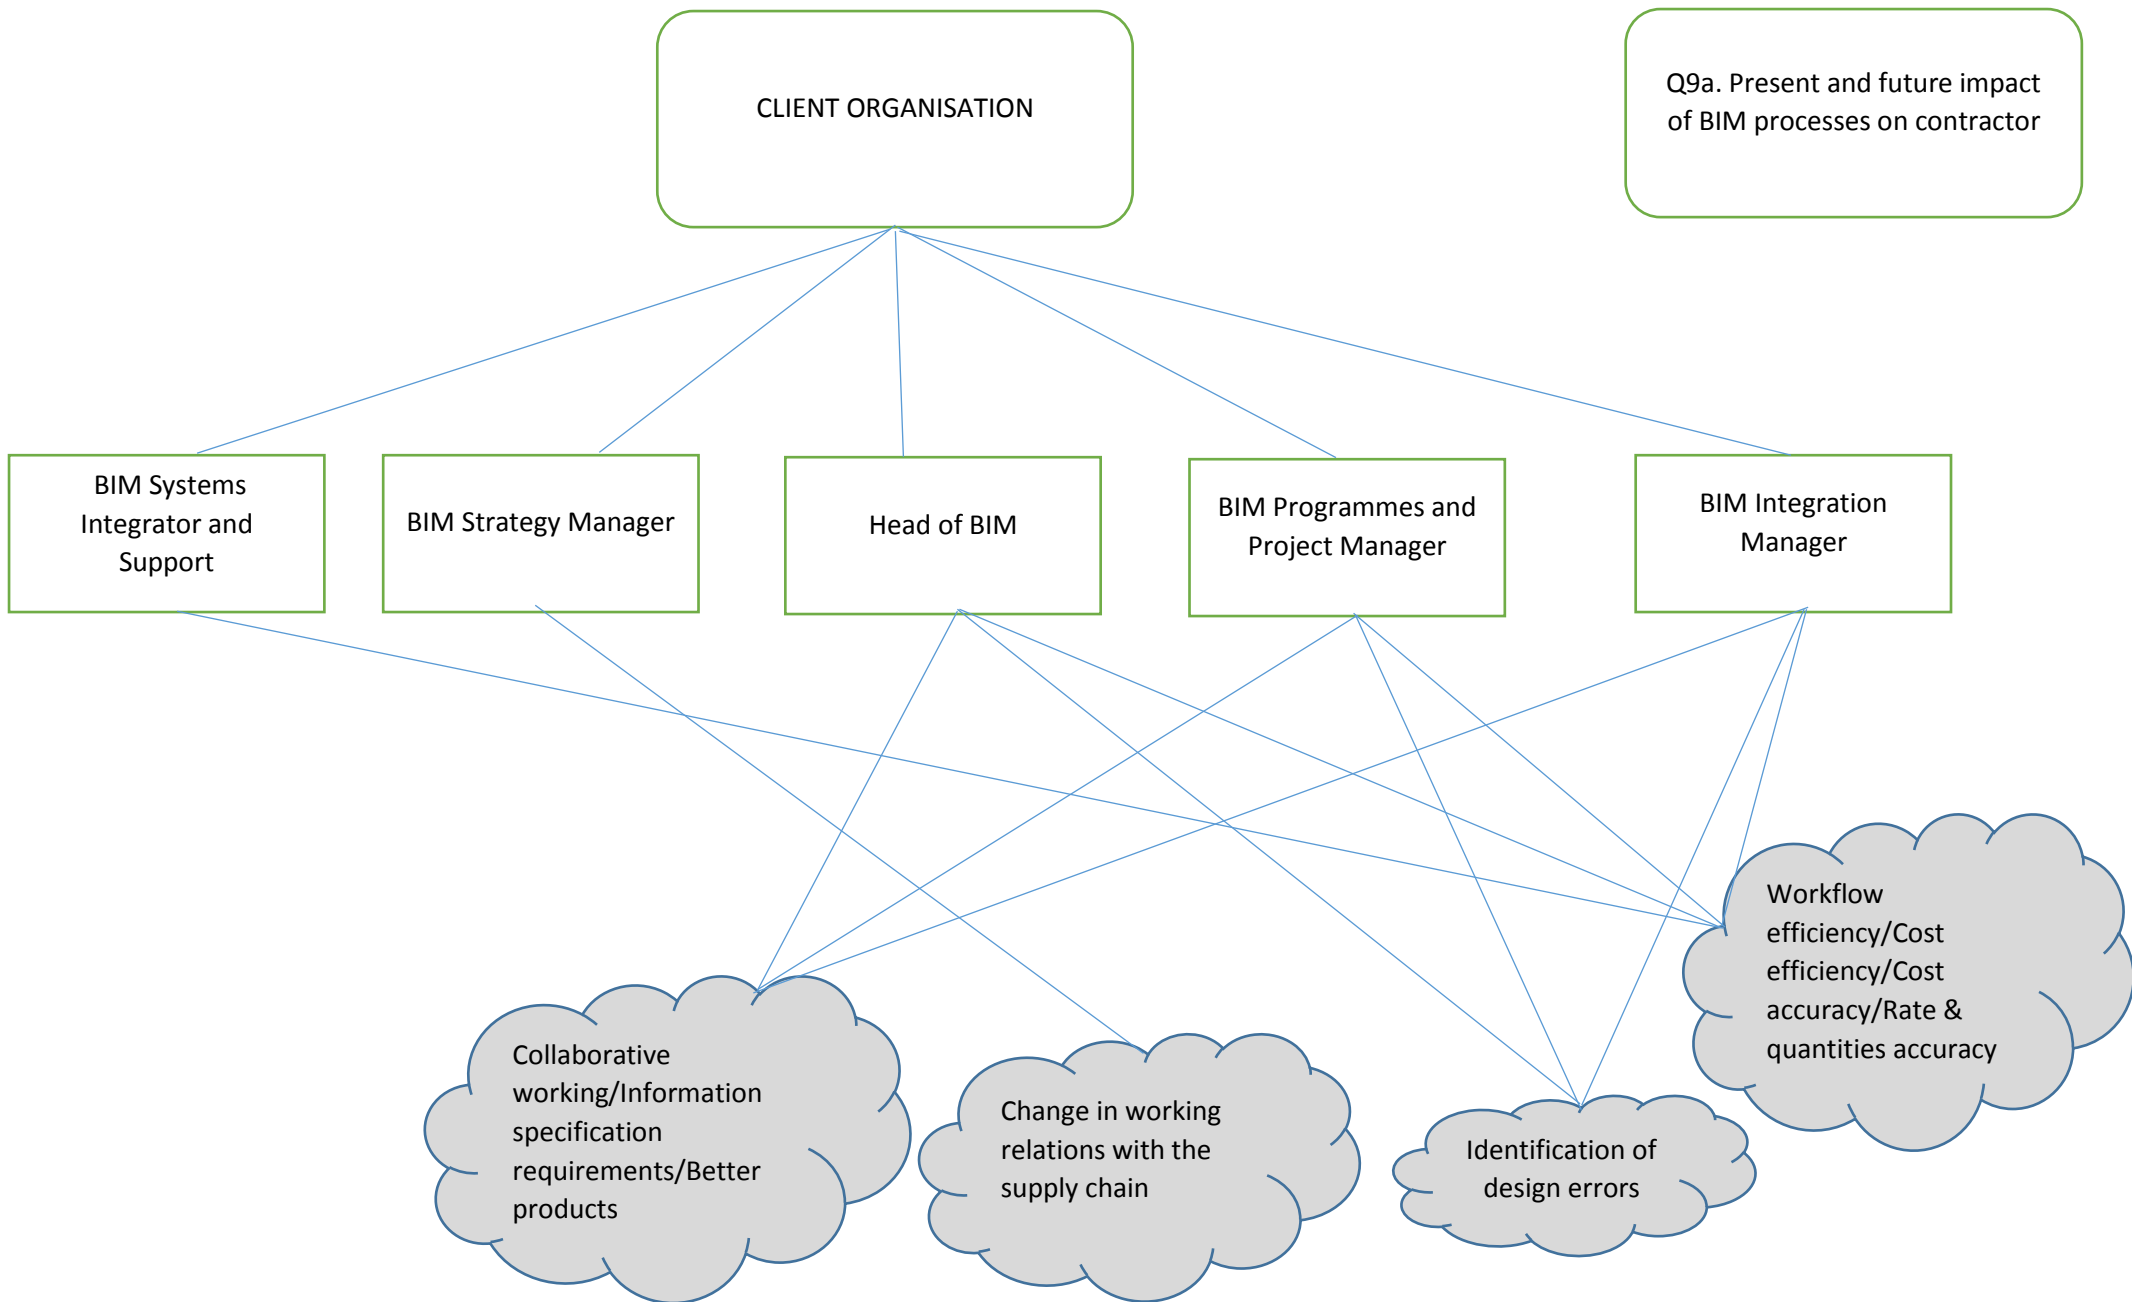 CLIENT ORGANISATION
Q9a. Present and future impact
of BIM processes on contractor
BIM Systems
Integrator and
Support
BIM Strategy Manager
Head of BIM
BIM Programmes and
Project Manager
BIM Integration
Manager
Collaborative
working/Information
specification
requirements/Better
products
Change in working
relations with the
supply chain
Identification of
design errors
Workflow
efficiency/Cost
efficiency/Cost
accuracy/Rate &
quantities accuracy